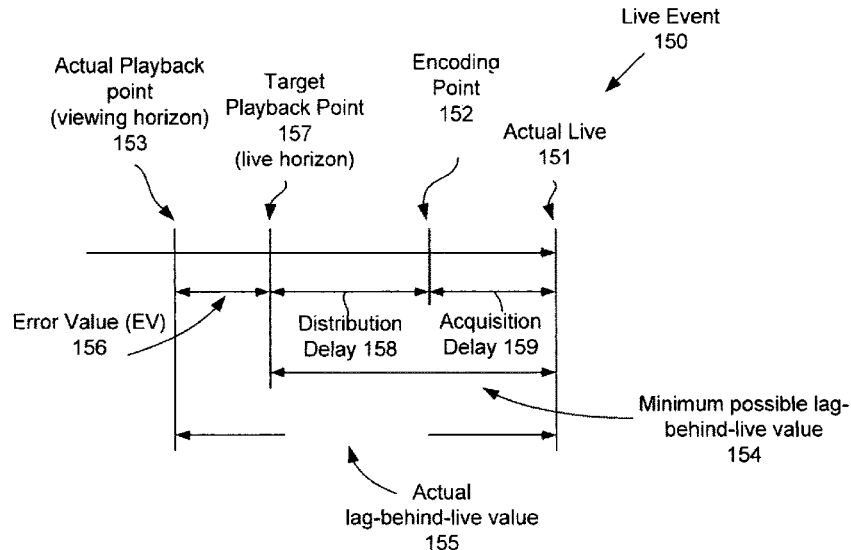 Live Event
150
Actual Playback
point
(viewing horizon)
153
Target
Playback Point
157
(live horizon)
Encoding
Point
152
Actual Live
151
Error Value (EV)
156
Distribution
Delay 158
Acquisition
Delay 159
Minimum possible lag-
behind-live value
154
Actual
lag-behind-live value
155